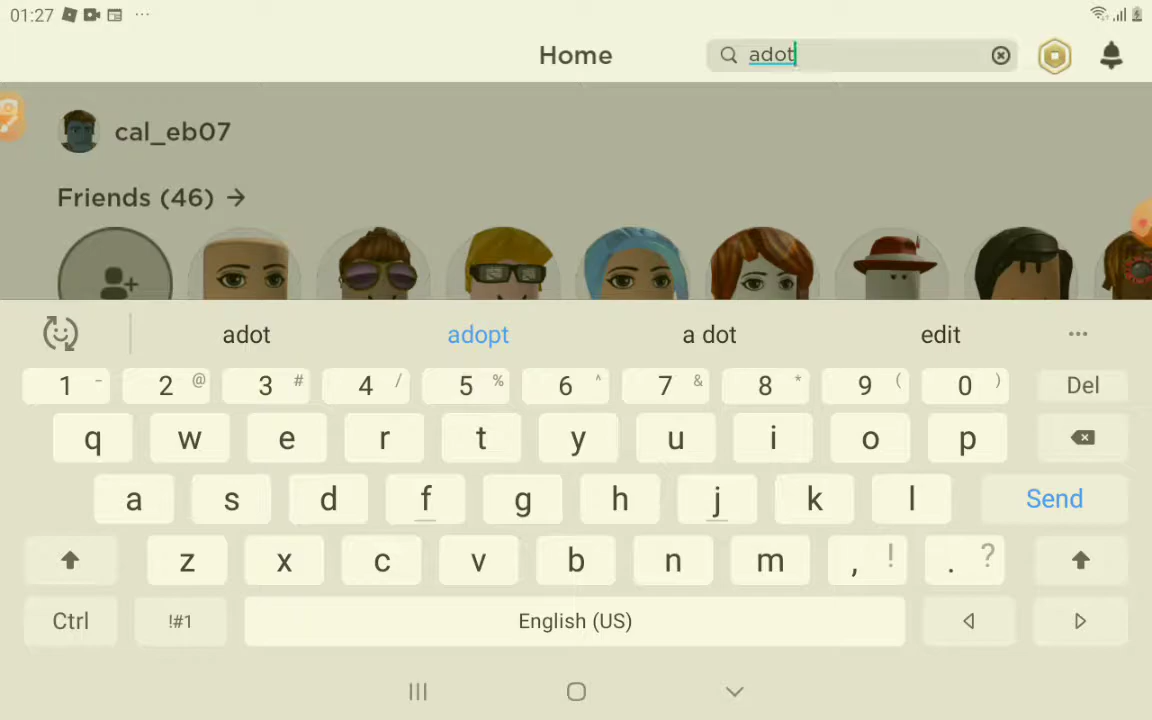 01:27 ...
Home
adot
cal_eb07
Friends (46) →
adot adopt a dot edit ...
1 - 2 @ 3 # 4 / 5 % 6 ^ 7 & 8 * 9 ( 0 ) Del
q w e r t y u i o p
a s d f g h j k l Send
z x c v b n m , ! . ?
Ctrl !#1 English (US)